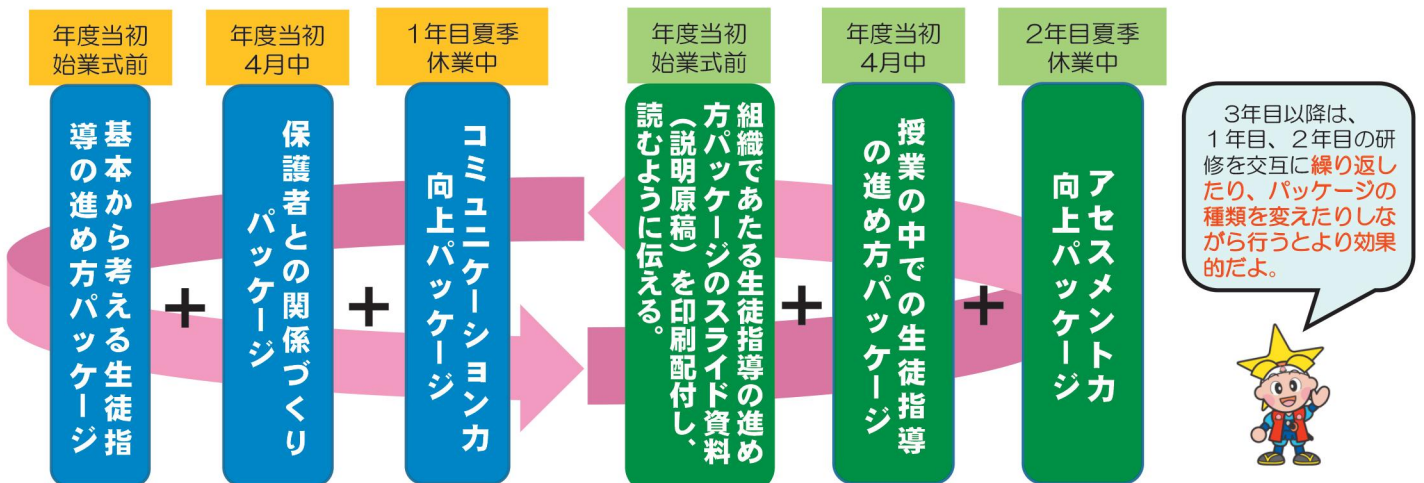 年度当初
始業式前
基本から考える生徒指
導の進め方パッケージ
+
年度当初
4月中
保護者との関係づくり
パッケージ
+
1年目夏季
休業中
コミュニケーション力
向上パッケージ
年度当初
始業式前
組織であたる生徒指導の進め
方パッケージのスライド資料
(説明原稿)を印刷配付し、
読むように伝える。
+
年度当初
4月中
授業の中での生徒指導
の進め方パッケージ
+
2年目夏季
休業中
アセスメント力
向上パッケージ
3年目以降は、
1年目、2年目の研
修を交互に繰り返し
たり、パッケージの
種類を変えたりしな
がら行うとより効果
的だよ。